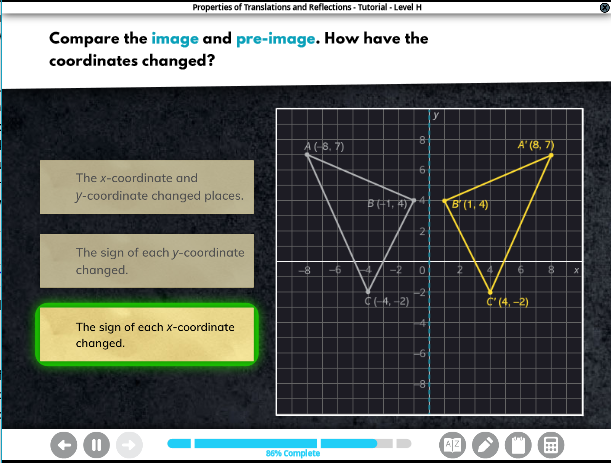 Properties of Translations and Reflections - Tutorial - Level H
Compare the image and pre-image. How have the
coordinates changed?
The x-coordinate and
y-coordinate changed places.
The sign of each y-coordinate
changed.
The sign of each x-coordinate
changed.
y
8
A (−8, 7)
A′ (8, 7)
6
B (−1, 4)
4
B′ (1, 4)
2
−8 −6 −4 −2 0 2 4 6 8 x
−2
C (−4, −2)
C′ (4, −2)
−4
−6
−8
86% Complete
A Z